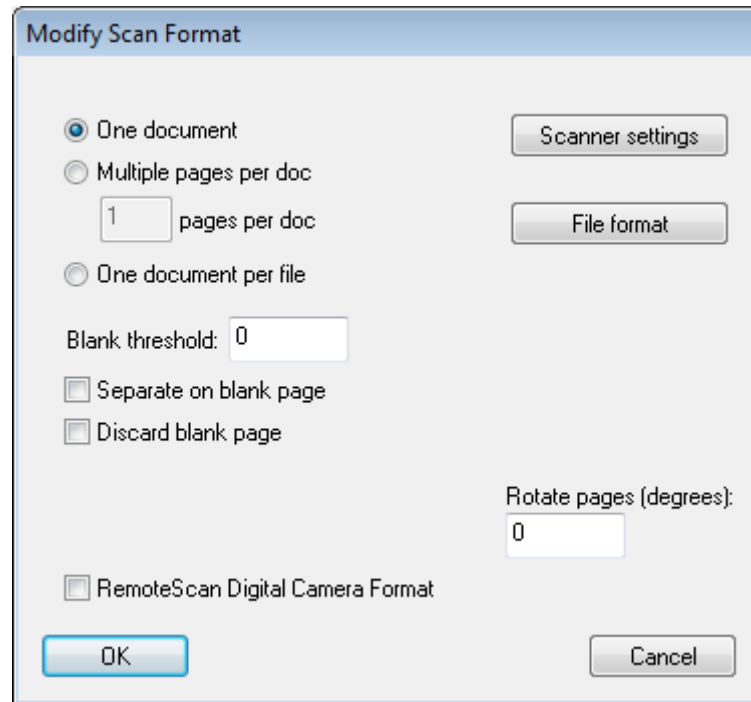 Modify Scan Format
One document
Scanner settings
Multiple pages per doc
1 pages per doc
File format
One document per file
Blank threshold: 0
Separate on blank page
Discard blank page
Rotate pages (degrees):
0
RemoteScan Digital Camera Format
OK
Cancel